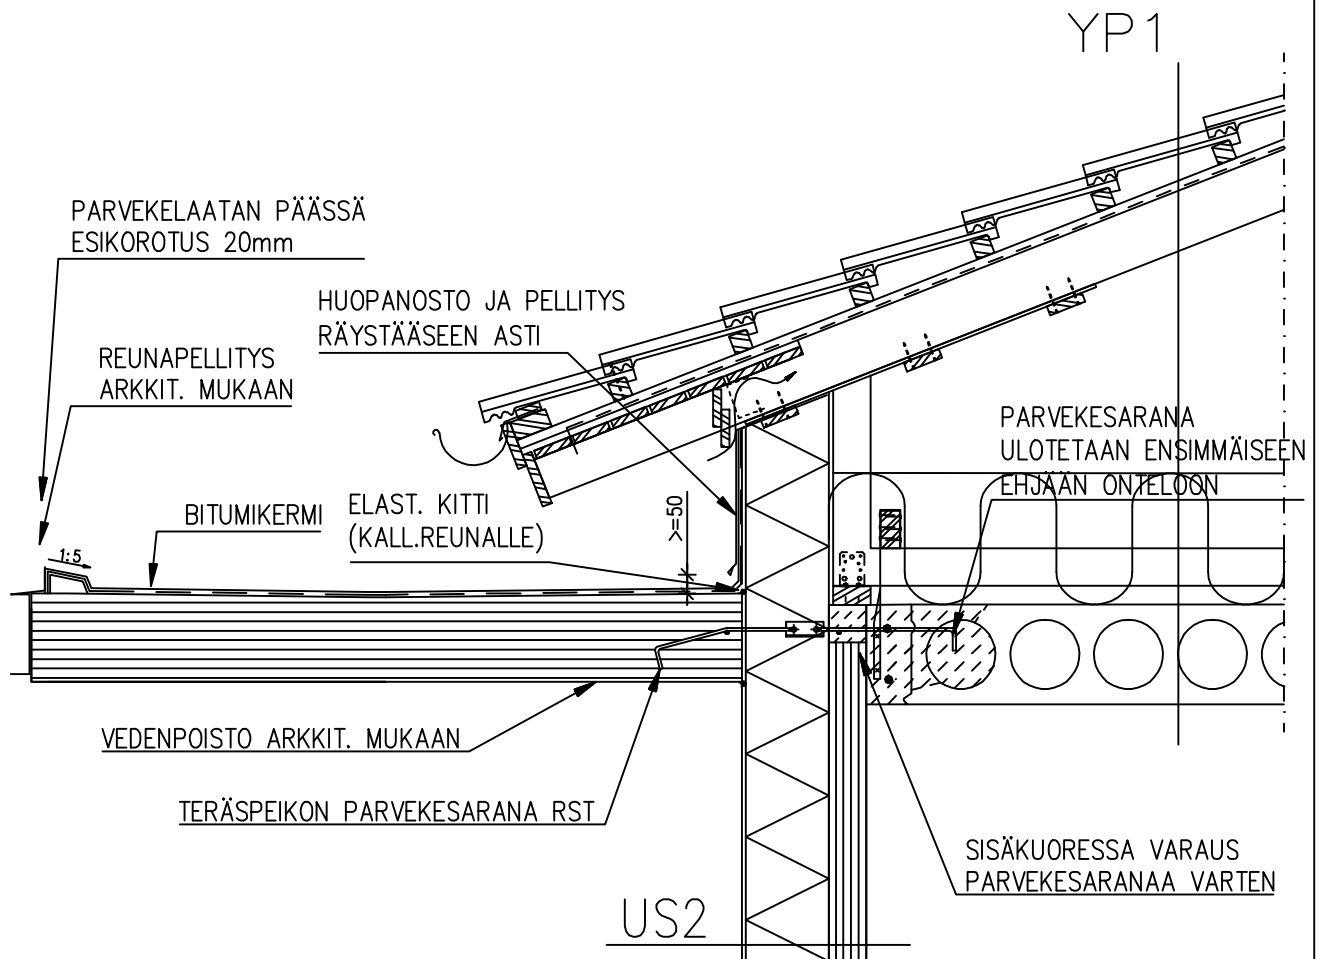 YP1
PARVEKELAATAN PÄÄSSÄ
ESIKOROTUS 20mm
HUOPANOSTO JA PELLITYS
RÄYSTÄÄSEEN ASTI
REUNAPELLITYS
ARKKIT. MUKAAN
PARVEKESARANA
ULOTETAAN ENSIMMÄISEEN
EHJÄÄN ONTELOON
BITUMIKERMI
ELAST. KITTI
(KALL.REUNALLE)
>=50
1:5
VEDENPOISTO ARKKIT. MUKAAN
TERÄSPEIKON PARVEKESARANA RST
SISÄKUORESSA VARAUS
PARVEKESARANAA VARTEN
US2